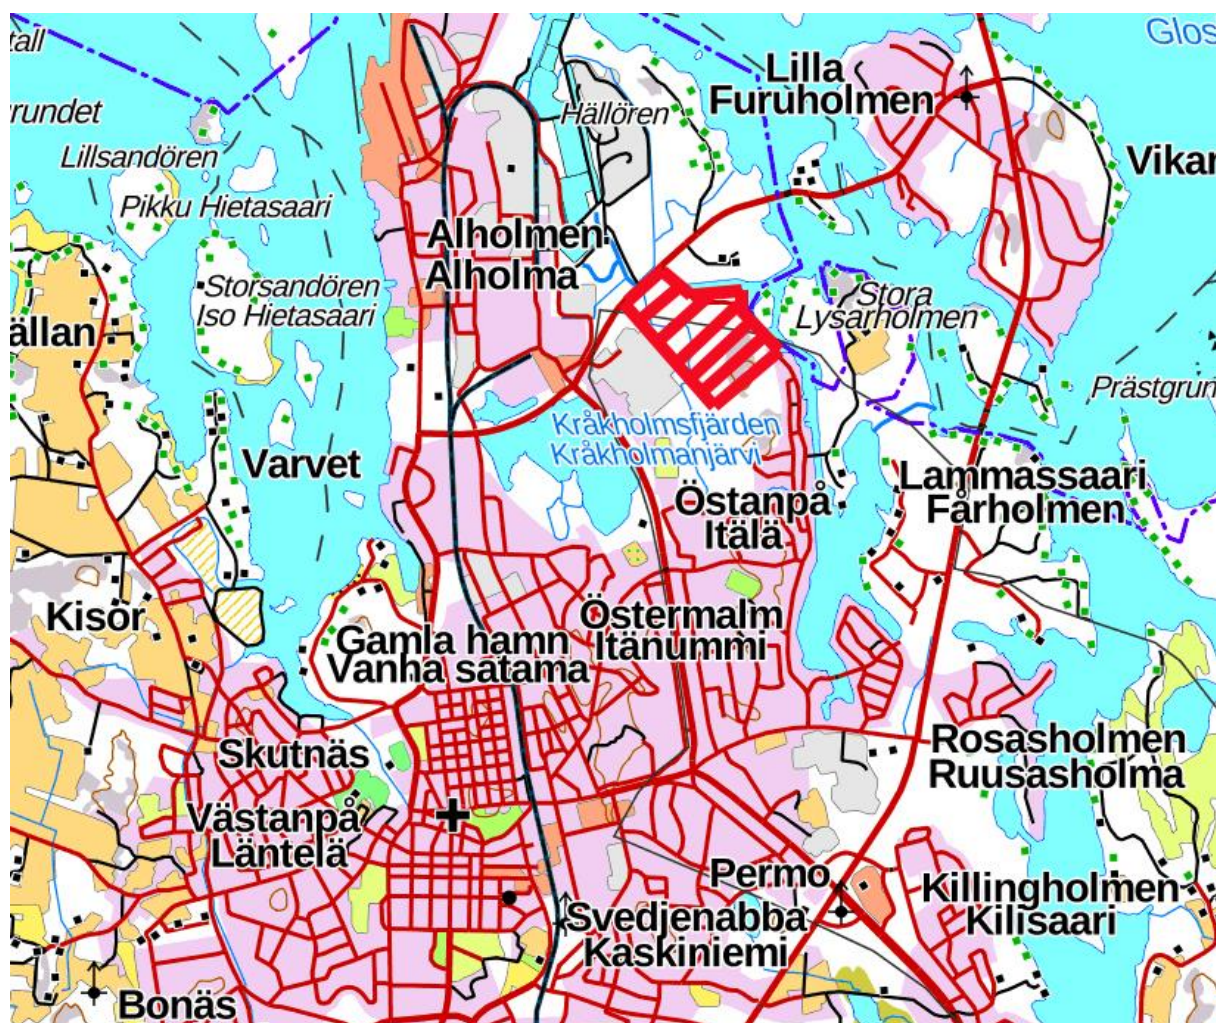 tall
Glos
Lilla
Furuholmen
rundet
Hällören
Lillsandören
Vikar
Pikku Hietasaari
Alholmen
Alholma
Storsandören
Iso Hietasaari
Stora
Lysarholmen
ällan
Prästgrun
Kråkholmsfjärden
Kråkholmanjärvi
Varvet
Lammassaari
Fårholmen
Östanpå
Itälä
Kisör
Östermalm
Itänummi
Gamla hamn
Vanha satama
Skutnäs
Rosasholmen
Ruusasholma
Västanpå
Läntelä
Permo
Killingholmen
Kilisaari
Svedjenabba
Kaskiniemi
Bonäs